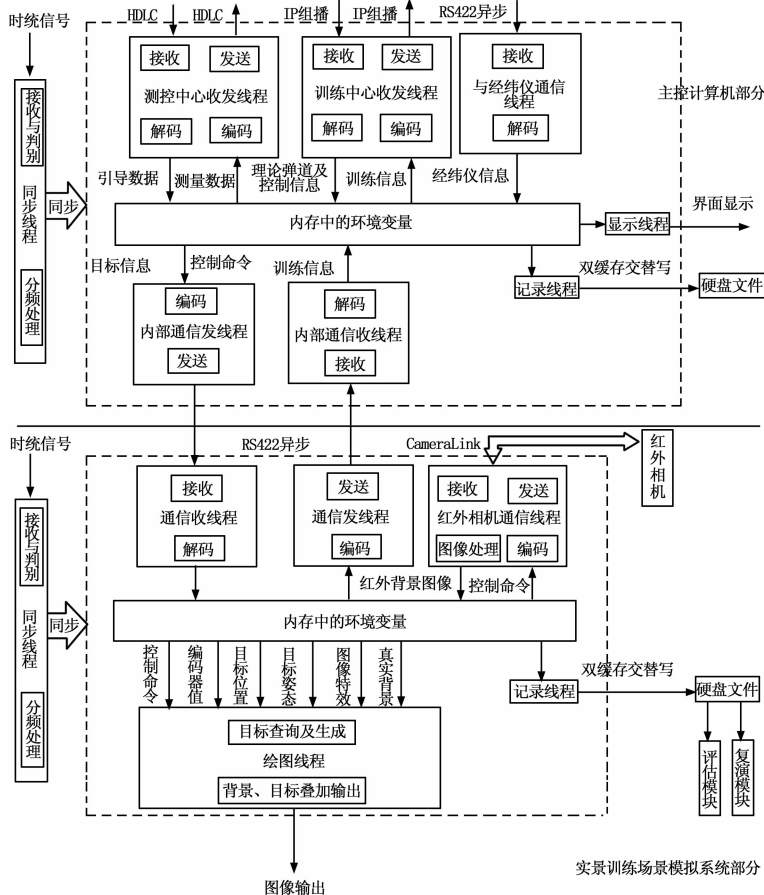 HDLC
HDLC
IP组播
IP组播
RS422异步
时统信号
接收
发送
测控中心收发线程
解码
编码
接收
发送
训练中心收发线程
解码
编码
接收
与经纬仪通信
线程
解码
主控计算机部分
接收与判别
同步线程
分频处理
同步
引导数据
测量数据
理论弹道及
控制信息
训练信息
经纬仪信息
内存中的环境变量
显示线程
界面显示
目标信息
控制命令
训练信息
记录线程
双缓存交替写
硬盘文件
编码
内部通信发线程
发送
解码
内部通信收线程
接收
时统信号
RS422异步
CameraLink
红外相机
接收
通信收线程
解码
发送
通信发线程
编码
接收
发送
红外相机通信线程
图像处理
编码
接收与判别
同步线程
分频处理
同步
红外背景图像
控制命令
内存中的环境变量
控制命令
编码器值
目标位置
目标姿态
图像特效
真实背景
记录线程
双缓存交替写
硬盘文件
评估模块
复演模块
目标查询及生成
绘图线程
背景、目标叠加输出
图像输出
实景训练场景模拟系统部分